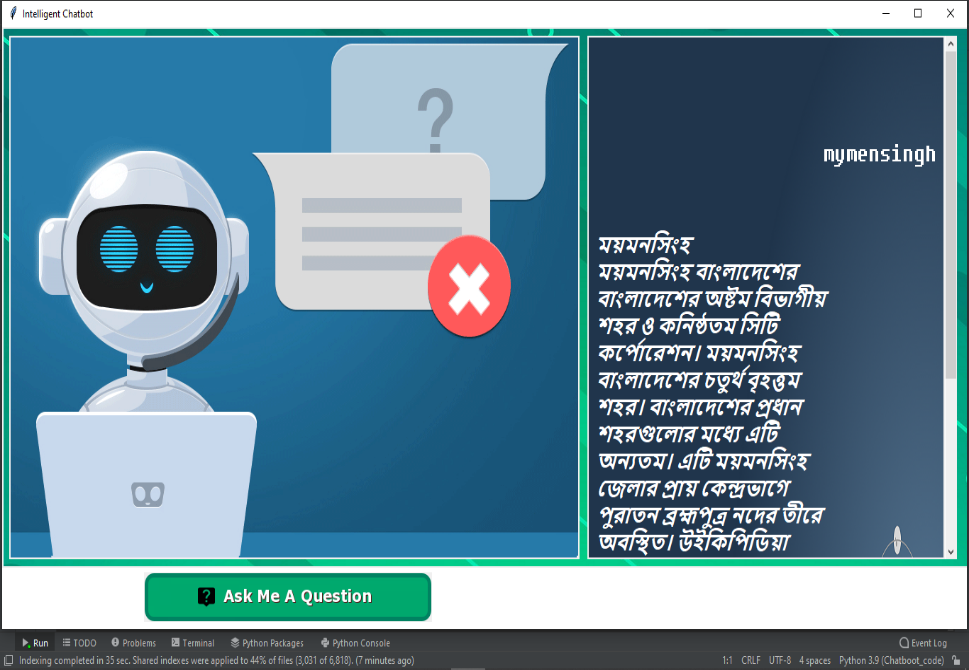 Intelligent Chatbot
?
mymensingh
ময়মনসিংহ
ময়মনসিংহ বাংলাদেশের
বাংলাদেশের অষ্টম বিভাগীয়
শহর ও কনিষ্ঠতম সিটি
কর্পোরেশন। ময়মনসিংহ
বাংলাদেশের চতুর্থ বৃহত্তম
শহর। বাংলাদেশের প্রধান
শহরগুলোর মধ্যে এটি
অন্যতম। এটি ময়মনসিংহ
জেলার প্রায় কেন্দ্রভাগে
পুরাতন ব্রহ্মপুত্র নদের তীরে
অবস্থিত। উইকিপিডিয়া
? Ask Me A Question
Run TODO Problems Terminal Python Packages Python Console Event Log
Indexing completed in 35 sec. Shared indexes were applied to 44% of files (3,031 of 6,818). (7 minutes ago) 1:1 CRLF UTF-8 4 spaces Python 3.9 (Chatboot_code)